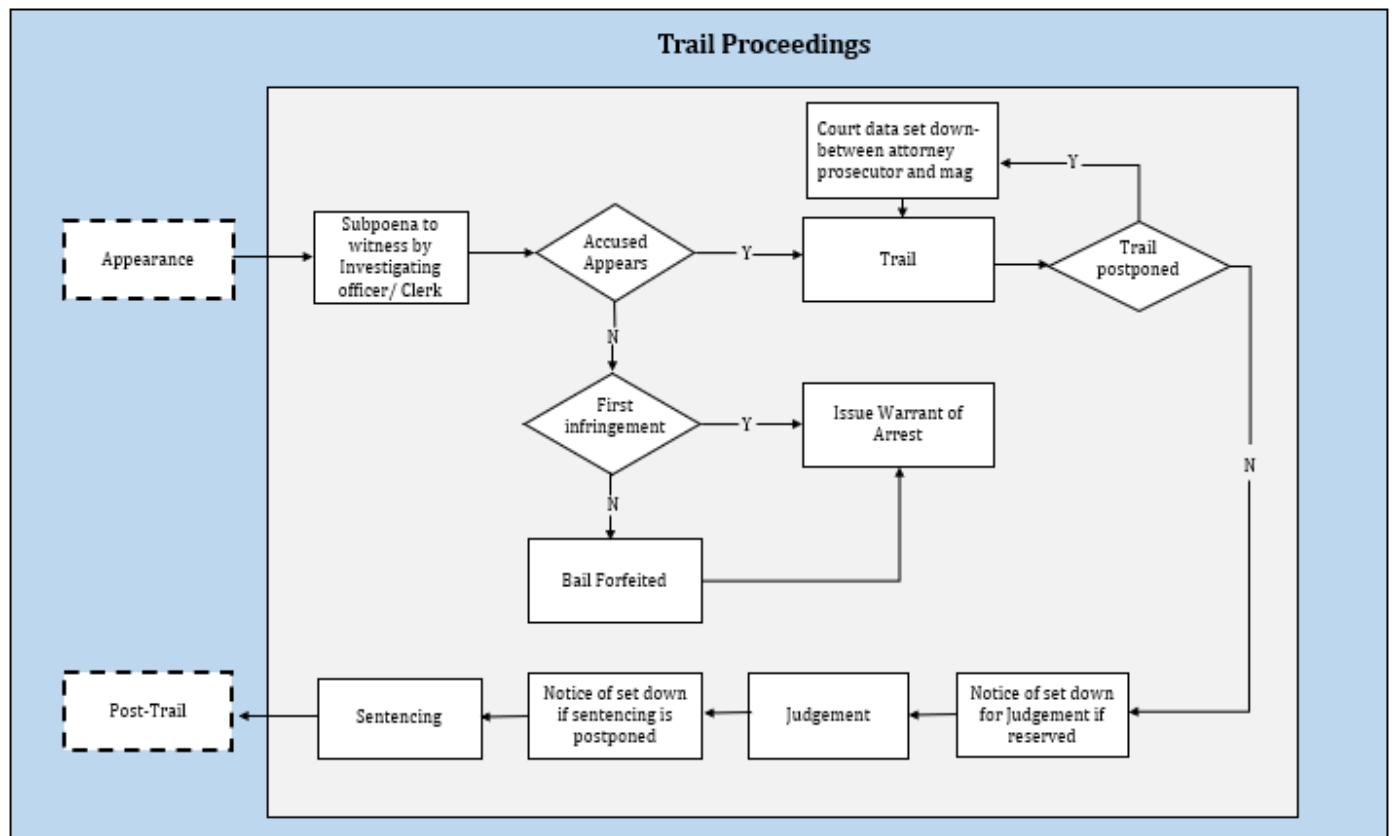 Trail Proceedings
Court data set down-
between attorney
prosecutor and mag
Y
Appearance
Subpoena to
witness by
Investigating
officer/ Clerk
Accused
Appears
Y
Trail
Trail
postponed
N
First
infringement
Y
Issue Warrant of
Arrest
N
N
Bail Forfeited
Post-Trail
Sentencing
Notice of set down
if sentencing is
postponed
Judgement
Notice of set down
for Judgement if
reserved